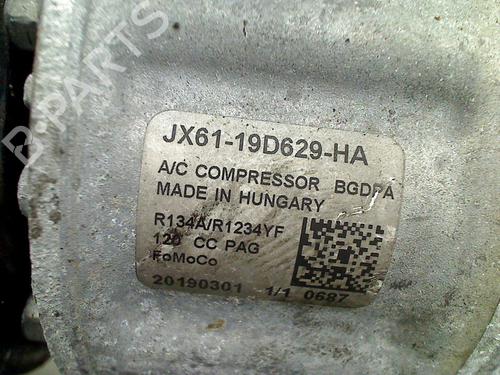 B-PARTS
JX61-19D629-HA
A/C COMPRESSOR BGDPA
MADE IN HUNGARY
R134A/R1234YF
120 CC PAG
FoMoCo
20190301 1/1 0687